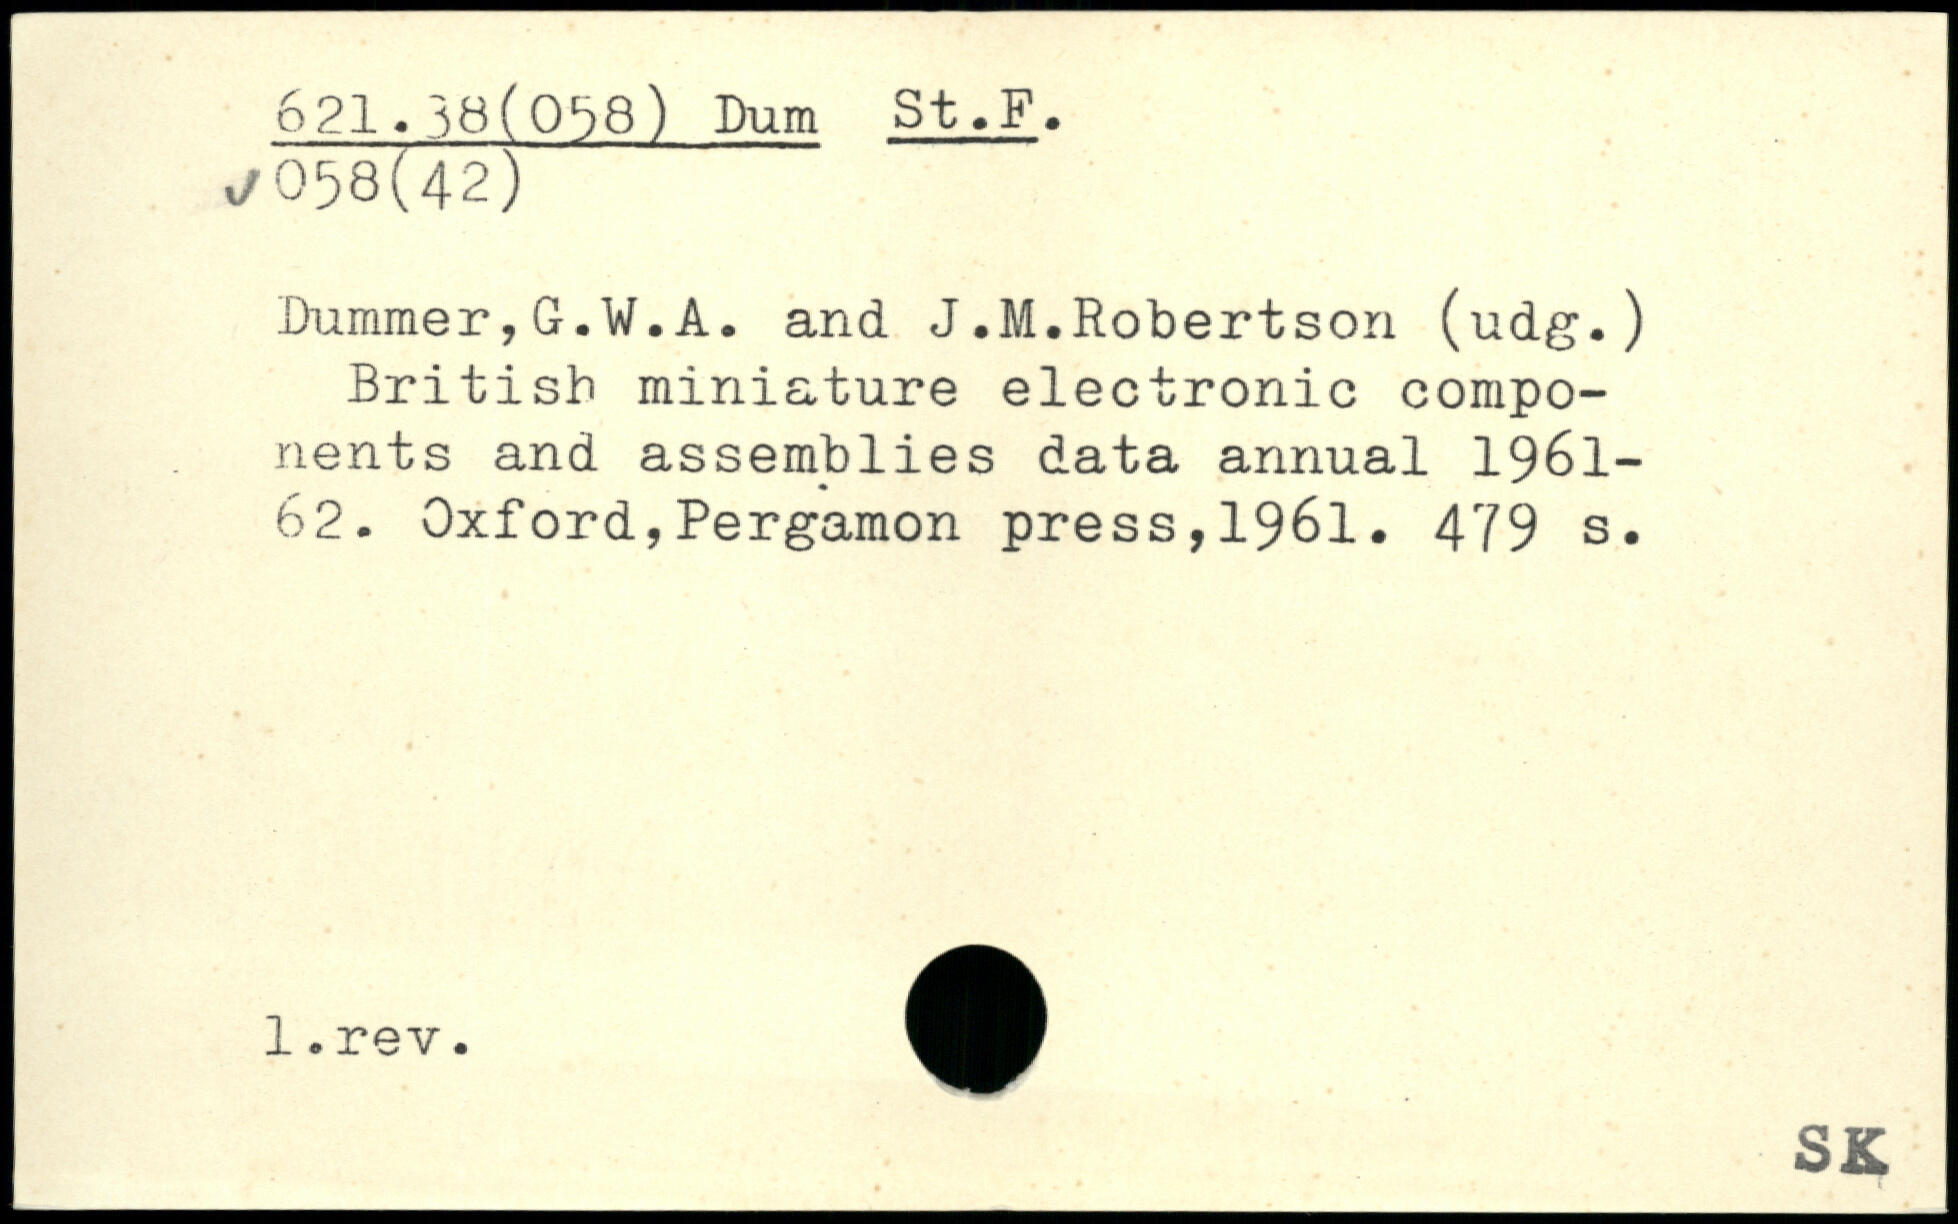 621.38(058) Dum St.F.
058(42)
Dummer,G.W.A. and J.M.Robertson (udg.)
British miniature electronic compo-
nents and assemblies data annual 1961-
62. Oxford,Pergamon press,1961. 479 s.
1.rev.
SK